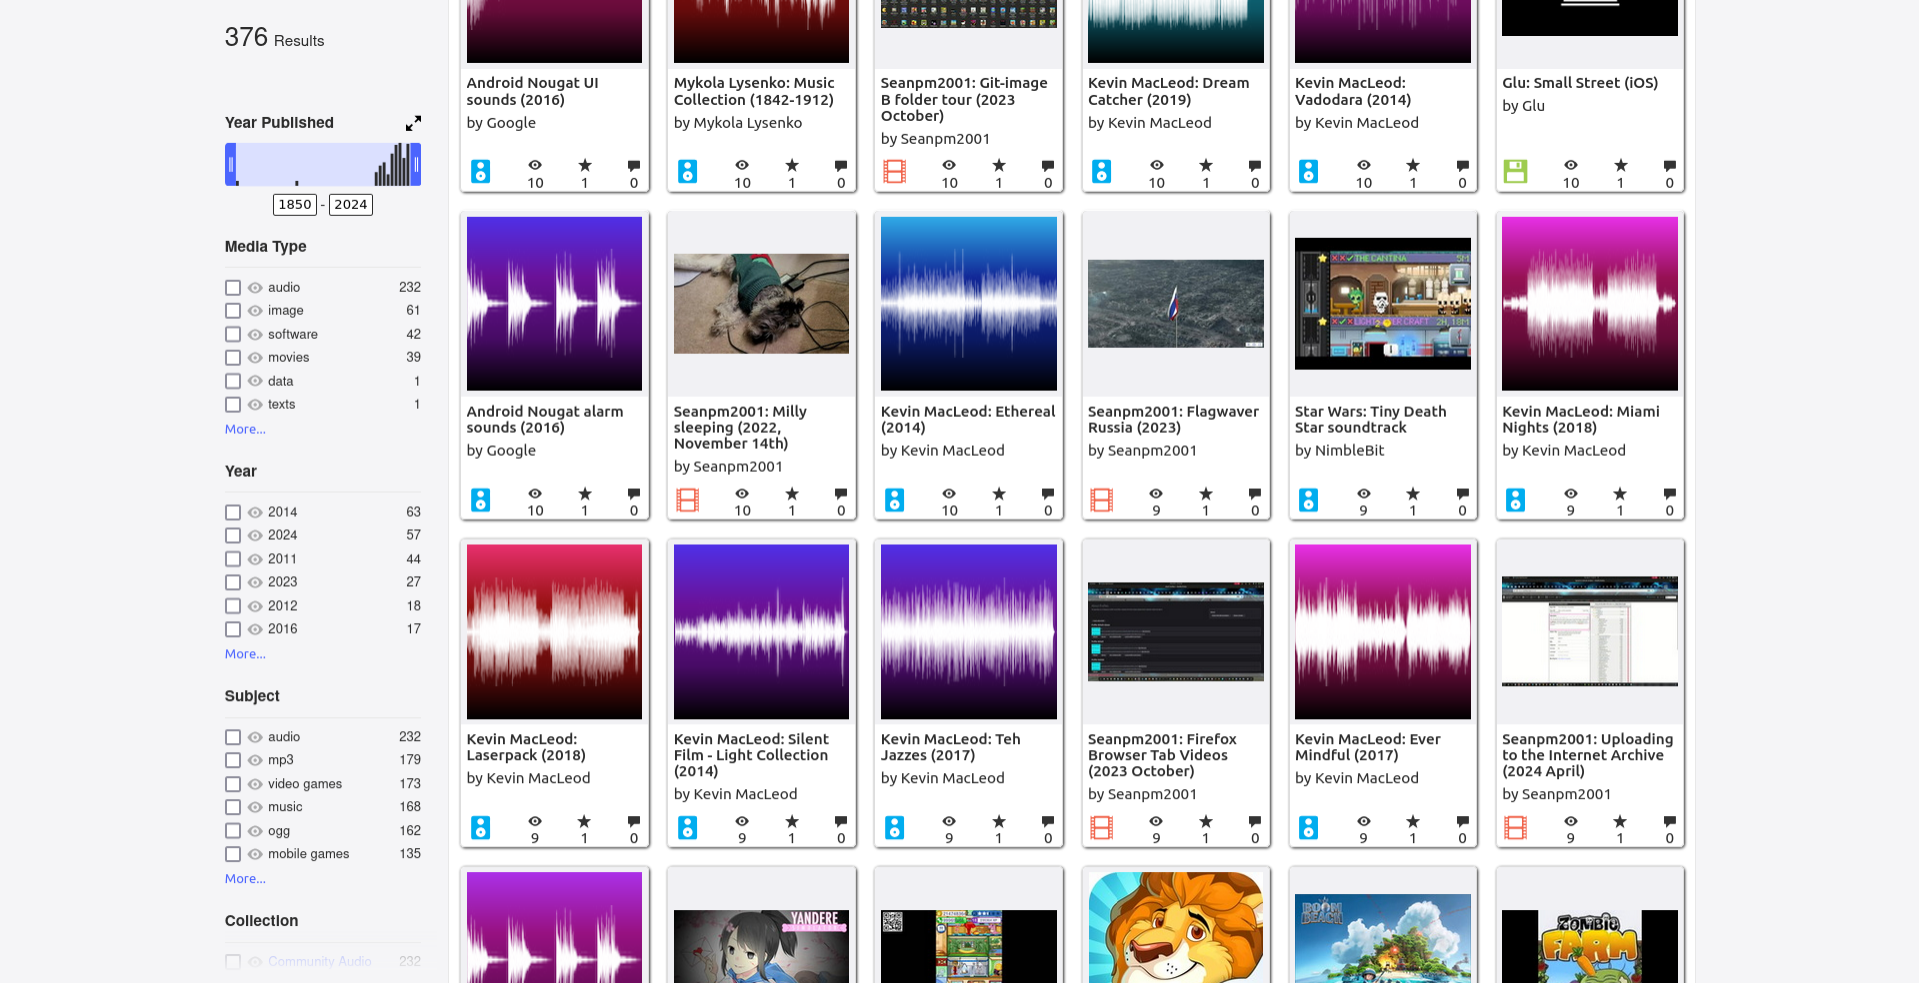 376 Results
Year Published
1850 - 2024
Media Type
audio 232
image 61
software 42
movies 39
data 1
texts 1
More...
Year
2014 63
2024 57
2011 44
2023 27
2012 18
2016 17
More...
Subject
audio 232
mp3 179
video games 173
music 168
ogg 162
mobile games 135
More...
Collection
Community Audio 232
Android Nougat UI
sounds (2016)
by Google
10 1 0
Mykola Lysenko: Music
Collection (1842-1912)
by Mykola Lysenko
10 1 0
Seanpm2001: Git-image
B folder tour (2023
October)
by Seanpm2001
10 1 0
Kevin MacLeod: Dream
Catcher (2019)
by Kevin MacLeod
10 1 0
Kevin MacLeod:
Vadodara (2014)
by Kevin MacLeod
10 1 0
Glu: Small Street (iOS)
by Glu
10 1 0
Android Nougat alarm
sounds (2016)
by Google
10 1 0
Seanpm2001: Milly
sleeping (2022,
November 14th)
by Seanpm2001
10 1 0
Kevin MacLeod: Ethereal
(2014)
by Kevin MacLeod
10 1 0
Seanpm2001: Flagwaver
Russia (2023)
by Seanpm2001
9 1 0
THE CANTINA 5M
2H, 18M
Star Wars: Tiny Death
Star soundtrack
by NimbleBit
9 1 0
Kevin MacLeod: Miami
Nights (2018)
by Kevin MacLeod
9 1 0
Kevin MacLeod:
Laserpack (2018)
by Kevin MacLeod
9 1 0
Kevin MacLeod: Silent
Film - Light Collection
(2014)
by Kevin MacLeod
9 1 0
Kevin MacLeod: Teh
Jazzes (2017)
by Kevin MacLeod
9 1 0
Seanpm2001: Firefox
Browser Tab Videos
(2023 October)
by Seanpm2001
9 1 0
Kevin MacLeod: Ever
Mindful (2017)
by Kevin MacLeod
9 1 0
Seanpm2001: Uploading
to the Internet Archive
(2024 April)
by Seanpm2001
9 1 0
YANDERE
BOOM
BEACH
ZOMBIE
FARM